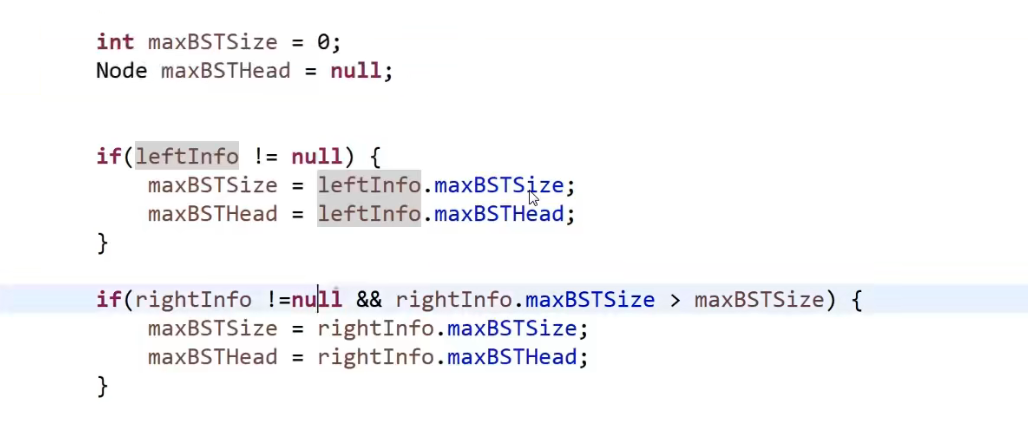 int maxBSTSize = 0;
Node maxBSTHead = null;
if(leftInfo != null) {
maxBSTSize = leftInfo.maxBSTSize;
maxBSTHead = leftInfo.maxBSTHead;
}
if(rightInfo !=null && rightInfo.maxBSTSize > maxBSTSize) {
maxBSTSize = rightInfo.maxBSTSize;
maxBSTHead = rightInfo.maxBSTHead;
}